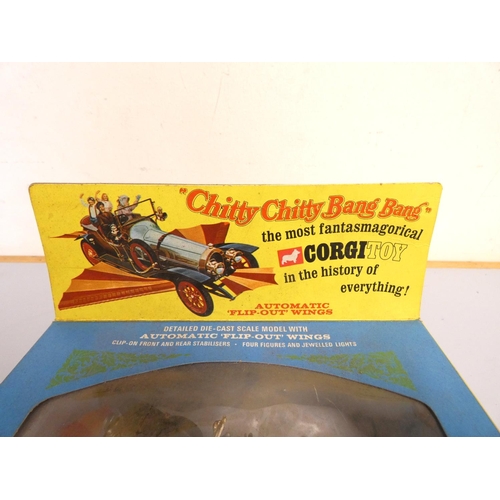 "Chitty Chitty Bang Bang"
the most fantasmagorical
CORGI TOY
in the history of
everything!
AUTOMATIC
'FLIP-OUT' WINGS
DETAILED DIE-CAST SCALE MODEL WITH
AUTOMATIC 'FLIP-OUT' WINGS
CLIP-ON FRONT AND REAR STABILISERS · FOUR FIGURES AND JEWELLED LIGHTS